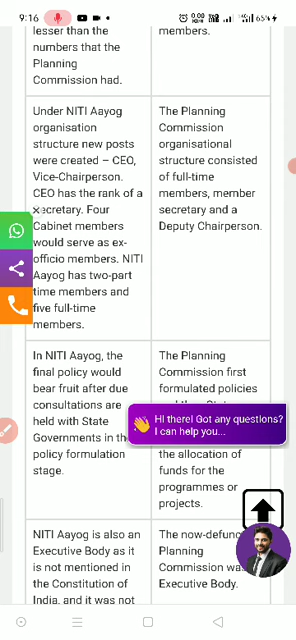 9:16
65%
lesser than the
numbers that the
Planning
Commission had.
members.
Under NITI Aayog
organisation
structure new posts
were created – CEO,
Vice-Chairperson.
CEO has the rank of a
secretary. Four
Cabinet members
would serve as ex-
officio members. NITI
Aayog has two-part
time members and
five full-time
members.
The Planning
Commission
organisational
structure consisted
of full-time
members, member
secretary and a
Deputy Chairperson.
In NITI Aayog, the
final policy would
bear fruit after due
consultations are
held with State
Governments in the
policy formulation
stage.
The Planning
Commission first
formulated policies
the allocation of
funds for the
programmes or
projects.
Hi there! Got any questions?
I can help you...
NITI Aayog is also an
Executive Body as it
is not mentioned in
the Constitution of
India, and it was not
The now-defunc
Planning
Commission wa
Executive Body.